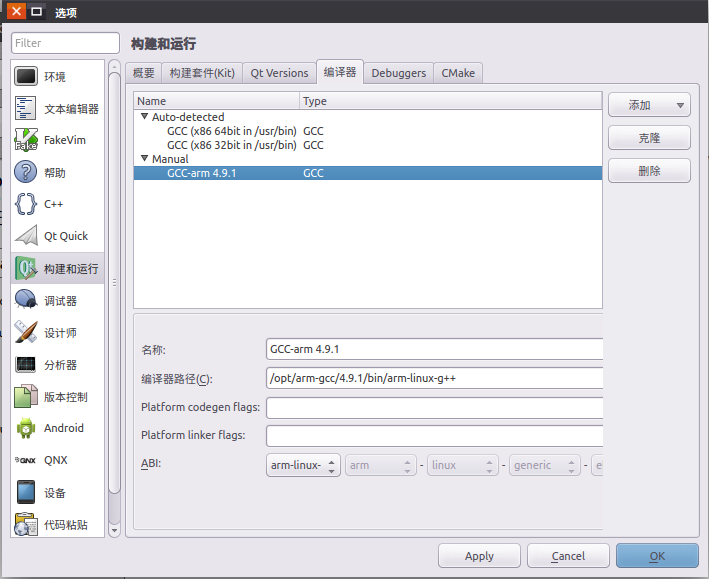 选项
Filter
环境
文本编辑器
FakeVim
帮助
C++
Qt Quick
构建和运行
调试器
设计师
分析器
版本控制
Android
QNX
设备
代码粘贴
构建和运行
概要 构建套件(Kit) Qt Versions 编译器 Debuggers CMake
Name Type
Auto-detected
GCC (x86 64bit in /usr/bin) GCC
GCC (x86 32bit in /usr/bin) GCC
Manual
GCC-arm 4.9.1 GCC
添加
克隆
删除
名称: GCC-arm 4.9.1
编译器路径(C): /opt/arm-gcc/4.9.1/bin/arm-linux-g++
Platform codegen flags:
Platform linker flags:
ABI: arm-linux- arm - linux - generic - el
Apply Cancel OK